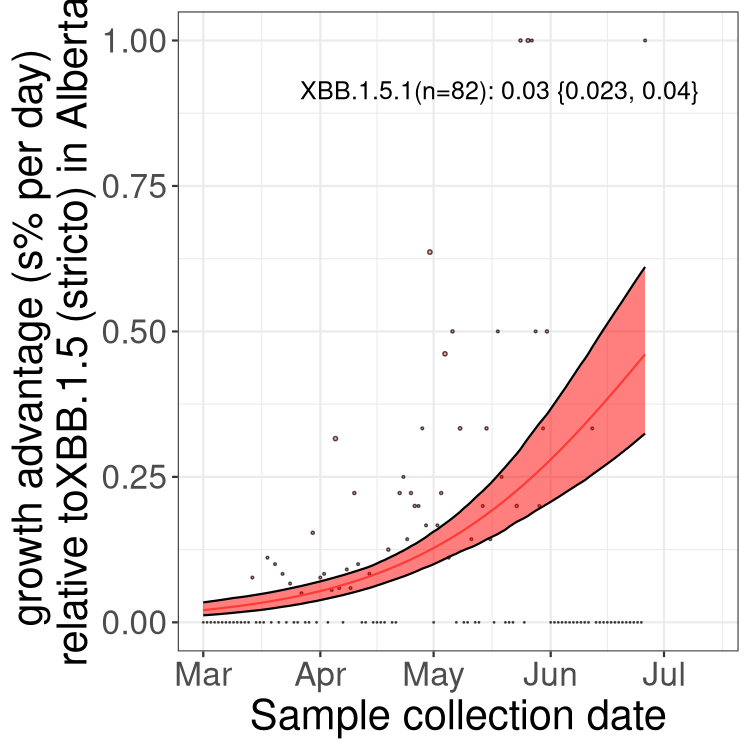 growth advantage (s% per day)
relative toXBB.1.5 (stricto) in Alberta
1.00
0.75
0.50
0.25
0.00
XBB.1.5.1(n=82): 0.03 {0.023, 0.04}
Mar Apr May Jun Jul
Sample collection date